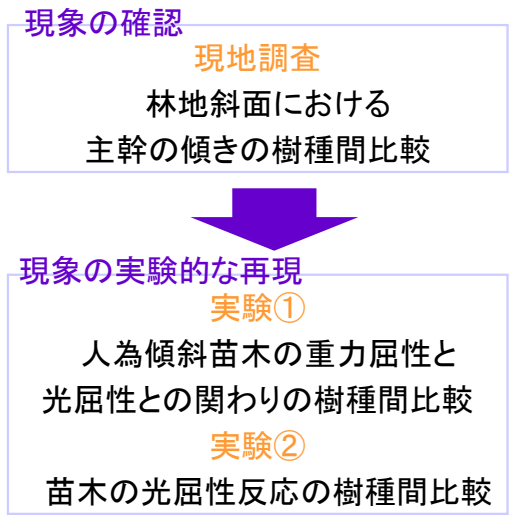 現象の確認
現地調査
林地斜面における
主幹の傾きの樹種間比較
現象の実験的な再現
実験①
人為傾斜苗木の重力屈性と
光屈性との関わりの樹種間比較
実験②
苗木の光屈性反応の樹種間比較